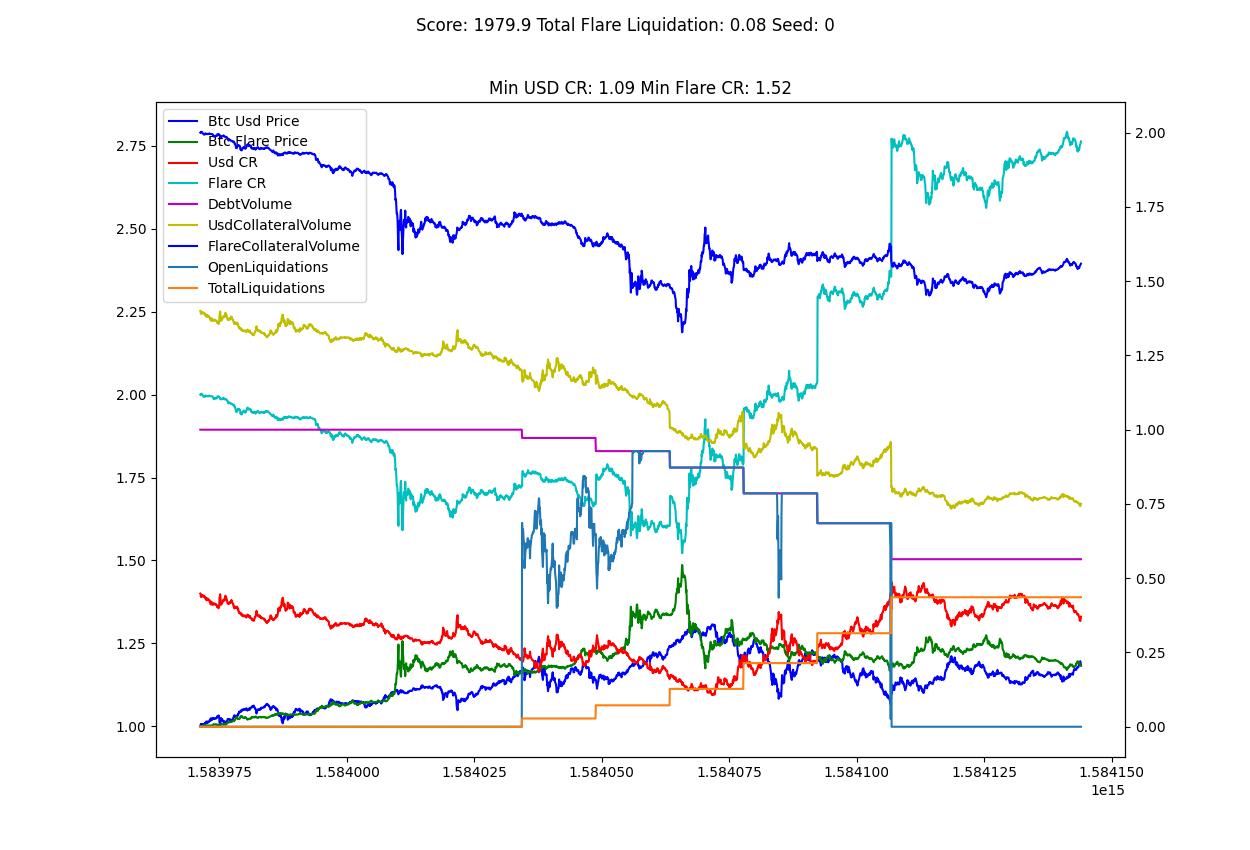 Score: 1979.9 Total Flare Liquidation: 0.08 Seed: 0
Min USD CR: 1.09 Min Flare CR: 1.52
Btc Usd Price
Btc Flare Price
Usd CR
Flare CR
DebtVolume
UsdCollateralVolume
FlareCollateralVolume
OpenLiquidations
TotalLiquidations
2.75
2.50
2.25
2.00
1.75
1.50
1.25
1.00
2.00
1.75
1.50
1.25
1.00
0.75
0.50
0.25
0.00
1.583975
1.584000
1.584025
1.584050
1.584075
1.584100
1.584125
1.584150
1e15